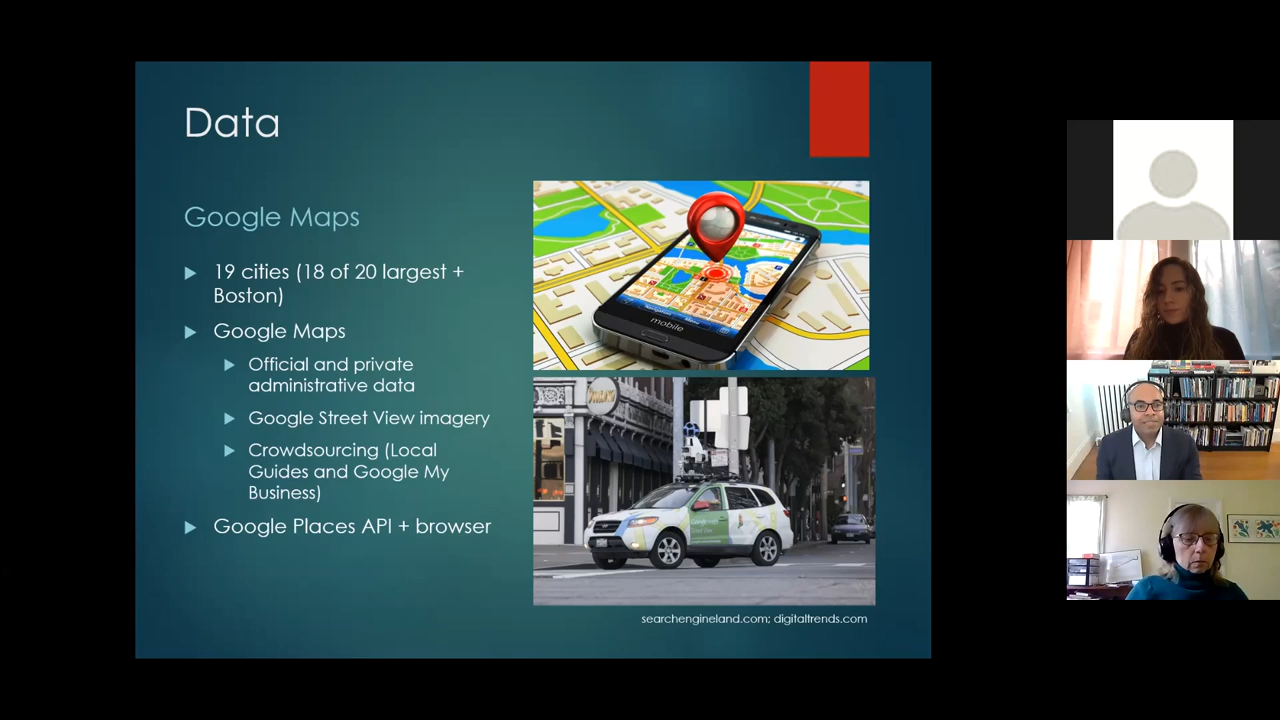 Data
Google Maps
19 cities (18 of 20 largest +
Boston)
Google Maps
Official and private
administrative data
Google Street View imagery
Crowdsourcing (Local
Guides and Google My
Business)
Google Places API + browser
mobile
searchengineland.com; digitaltrends.com